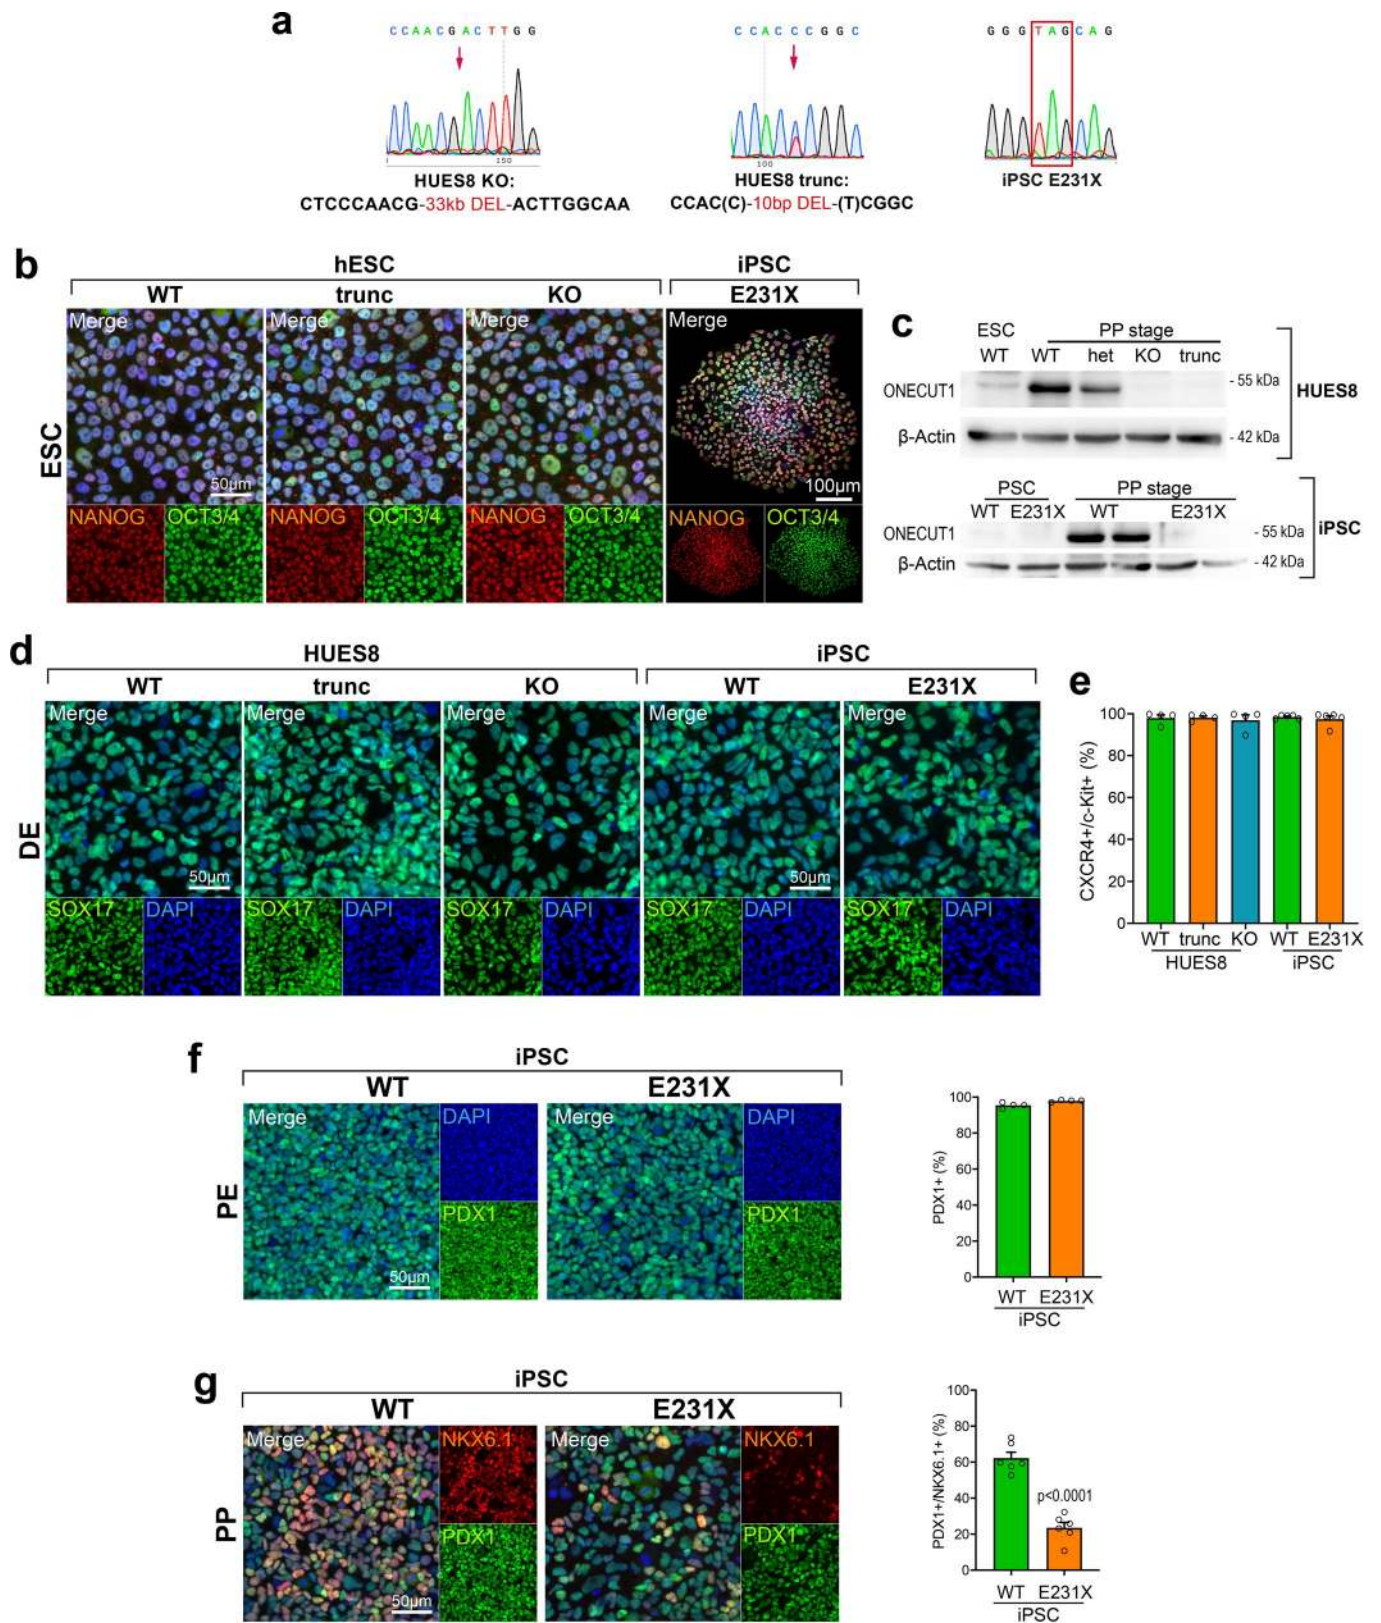 a
CCAACGACTTGG
150
HUES8 KO:
CTCCCAACG-33kb DEL-ACTTGGCAA
CCACCCGGC
100
HUES8 trunc:
CCAC(C)-10bp DEL-(T)CGGC
GGGTAGCAG
iPSC E231X
b
hESC
iPSC
WT
trunc
KO
E231X
ESC
Merge
Merge
Merge
Merge
50µm
100µm
NANOG
OCT3/4
NANOG
OCT3/4
NANOG
OCT3/4
NANOG
OCT3/4
c
ESC
PP stage
WT
WT
het
KO
trunc
ONECUT1
- 55 kDa
β-Actin
- 42 kDa
HUES8
PSC
PP stage
WT
E231X
WT
E231X
ONECUT1
- 55 kDa
β-Actin
- 42 kDa
iPSC
d
HUES8
iPSC
WT
trunc
KO
WT
E231X
DE
Merge
Merge
Merge
Merge
Merge
50µm
50µm
SOX17
DAPI
SOX17
DAPI
SOX17
DAPI
SOX17
DAPI
SOX17
DAPI
e
CXCR4+/c-Kit+ (%)
100
80
60
40
20
0
WT
trunc
KO
WT
E231X
HUES8
iPSC
f
iPSC
WT
E231X
PE
Merge
DAPI
PDX1
50µm
Merge
DAPI
PDX1
PDX1+ (%)
100
80
60
40
20
0
WT
E231X
iPSC
g
iPSC
WT
E231X
PP
Merge
NKX6.1
PDX1
50µm
Merge
NKX6.1
PDX1
PDX1+/NKX6.1+ (%)
100
80
60
40
20
0
p<0.0001
WT
E231X
iPSC